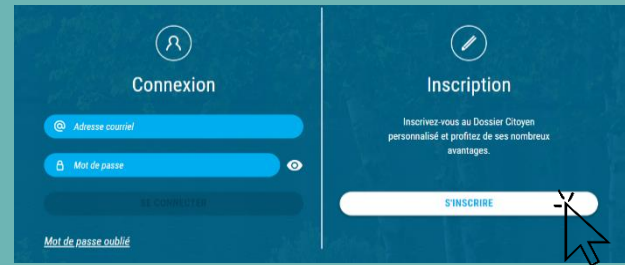 Connexion
@ Adresse courriel
Mot de passe
SE CONNECTER
Mot de passe oublié
Inscription
Inscrivez-vous au Dossier Citoyen
personnalisé et profitez de ses nombreux
avantages.
S'INSCRIRE